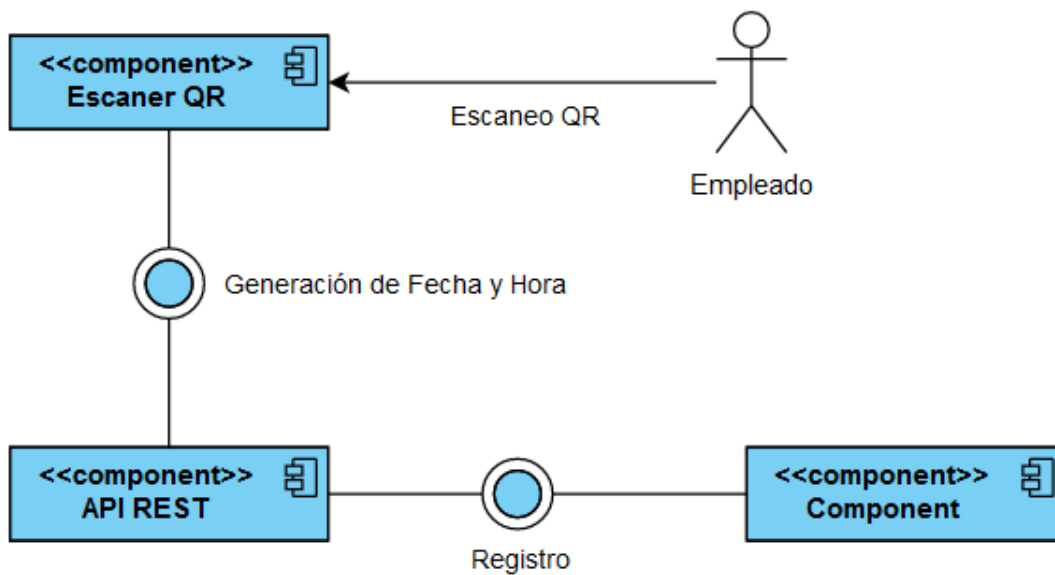 <<component>>
Escaner QR
Escaneo QR
Empleado
Generación de Fecha y Hora
<<component>>
API REST
Registro
<<component>>
Component